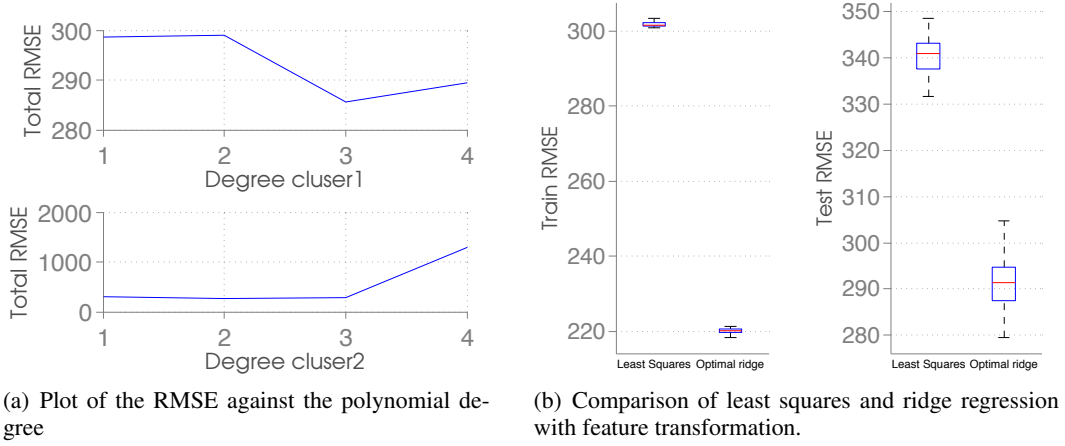 300
290
280
Total RMSE
1 2 3 4
Degree cluser1
2000
1000
0
Total RMSE
1 2 3 4
Degree cluser2
(a) Plot of the RMSE against the polynomial de-
gree
300
280
260
240
220
Train RMSE
Least Squares Optimal ridge
350
340
330
320
310
300
290
280
Test RMSE
Least Squares Optimal ridge
(b) Comparison of least squares and ridge regression
with feature transformation.